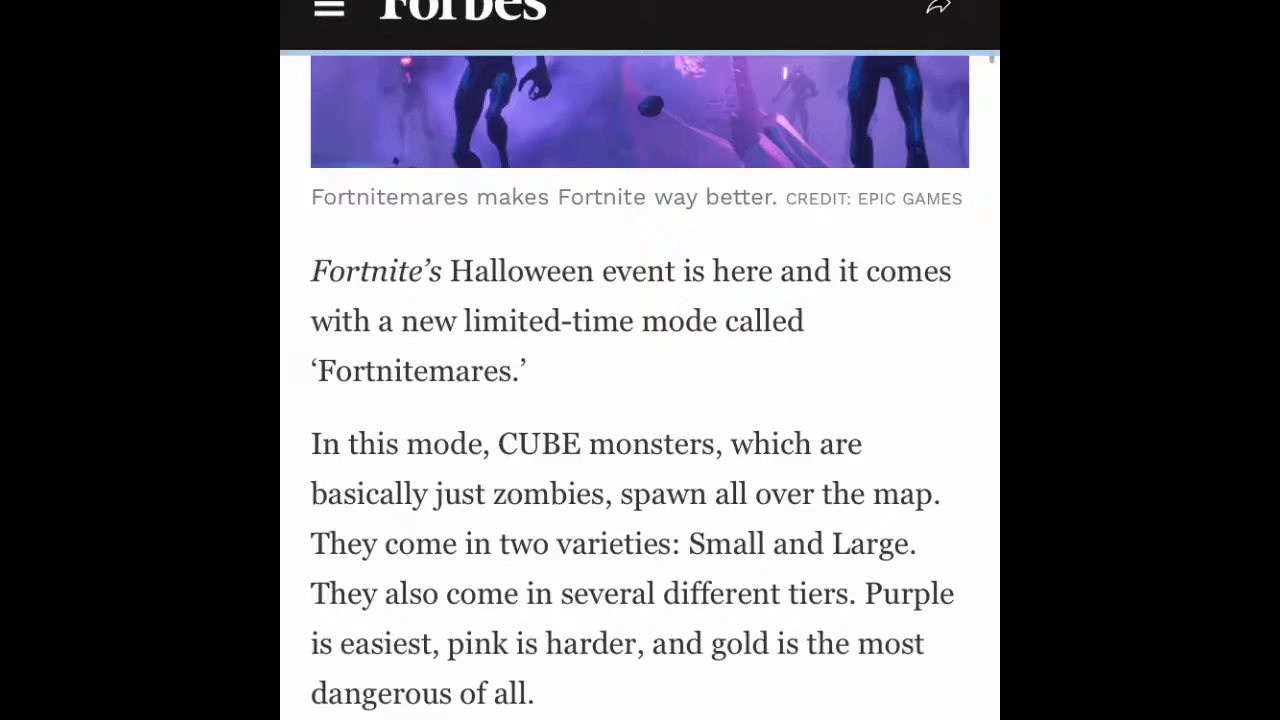 Forbes
Fortnitemares makes Fortnite way better. CREDIT: EPIC GAMES
Fortnite’s Halloween event is here and it comes
with a new limited-time mode called
‘Fortnitemares.’
In this mode, CUBE monsters, which are
basically just zombies, spawn all over the map.
They come in two varieties: Small and Large.
They also come in several different tiers. Purple
is easiest, pink is harder, and gold is the most
dangerous of all.